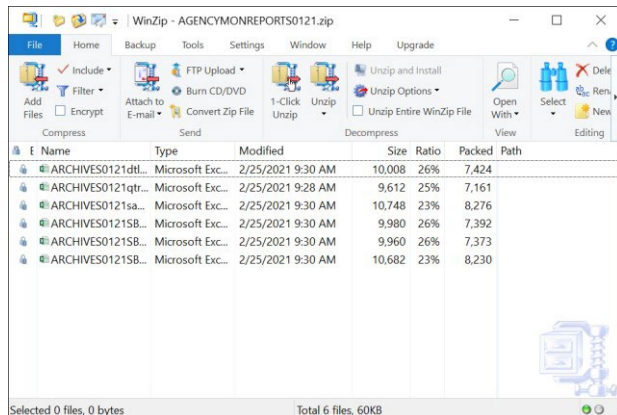 WinZip - AGENCYMONREPORTS0121.zip
File Home Backup Tools Settings Window Help Upgrade
Add Files
Include
Filter
Encrypt
Compress
Attach to E-mail
FTP Upload
Burn CD/DVD
Convert Zip File
Send
1-Click Unzip
Unzip
Unzip and Install
Unzip Options
Unzip Entire WinZip File
Decompress
Open With
View
Select
Dele
Ren
New
Editing
E Name Type Modified Size Ratio Packed Path
ARCHIVES0121dtl... Microsoft Exc... 2/25/2021 9:30 AM 10,008 26% 7,424
ARCHIVES0121qtr... Microsoft Exc... 2/25/2021 9:28 AM 9,612 25% 7,161
ARCHIVES0121sa... Microsoft Exc... 2/25/2021 9:30 AM 10,748 23% 8,276
ARCHIVES0121SB... Microsoft Exc... 2/25/2021 9:30 AM 9,980 26% 7,392
ARCHIVES0121SB... Microsoft Exc... 2/25/2021 9:30 AM 9,960 26% 7,373
ARCHIVES0121SB... Microsoft Exc... 2/25/2021 9:30 AM 10,682 23% 8,230
Selected 0 files, 0 bytes Total 6 files, 60KB